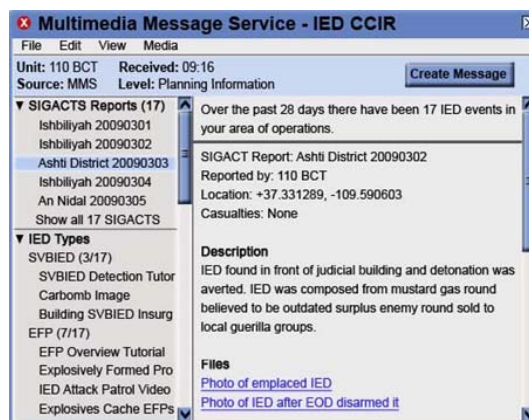 Multimedia Message Service - IED CCIR
File Edit View Media
Unit: 110 BCT Received: 09:16
Source: MMS Level: Planning Information
Create Message
SIGACTS Reports (17)
Ishbiliyah 20090301
Ishbiliyah 20090302
Ashti District 20090303
Ishbiliyah 20090304
An Nidal 20090305
Show all 17 SIGACTS
IED Types
SVBIED (3/17)
SVBIED Detection Tutor
Carbomb Image
Building SVBIED Insurg
EFP (7/17)
EFP Overview Tutorial
Explosively Formed Pro
IED Attack Patrol Video
Explosives Cache EFPs
Over the past 28 days there have been 17 IED events in
your area of operations.
SIGACT Report: Ashti District 20090302
Reported by: 110 BCT
Location: +37.331289, -109.590603
Casualties: None
Description
IED found in front of judicial building and detonation was
averted. IED was composed from mustard gas round
believed to be outdated surplus enemy round sold to
local guerilla groups.
Files
Photo of emplaced IED
Photo of IED after EOD disarmed it